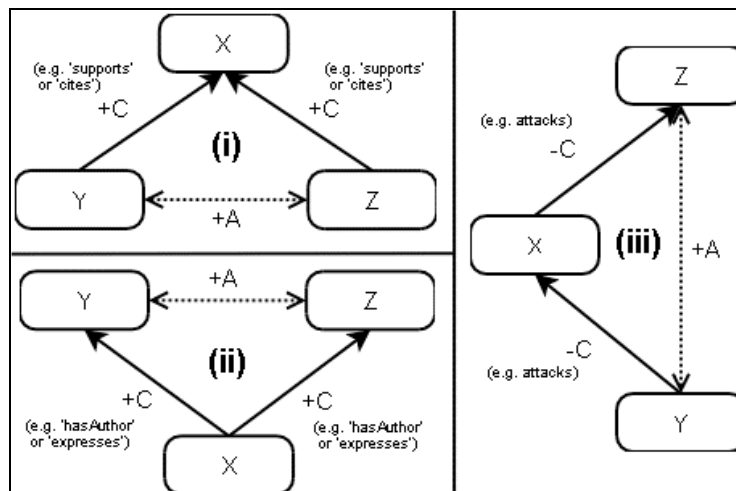 X
(e.g. 'supports' or 'cites')
+C
(e.g. 'supports' or 'cites')
+C
(i)
Y
+A
Z
+A
Y
Z
(ii)
+C
(e.g. 'hasAuthor' or 'expresses')
+C
(e.g. 'hasAuthor' or 'expresses')
X
Z
(e.g. attacks)
-C
X
(iii)
+A
-C
(e.g. attacks)
Y